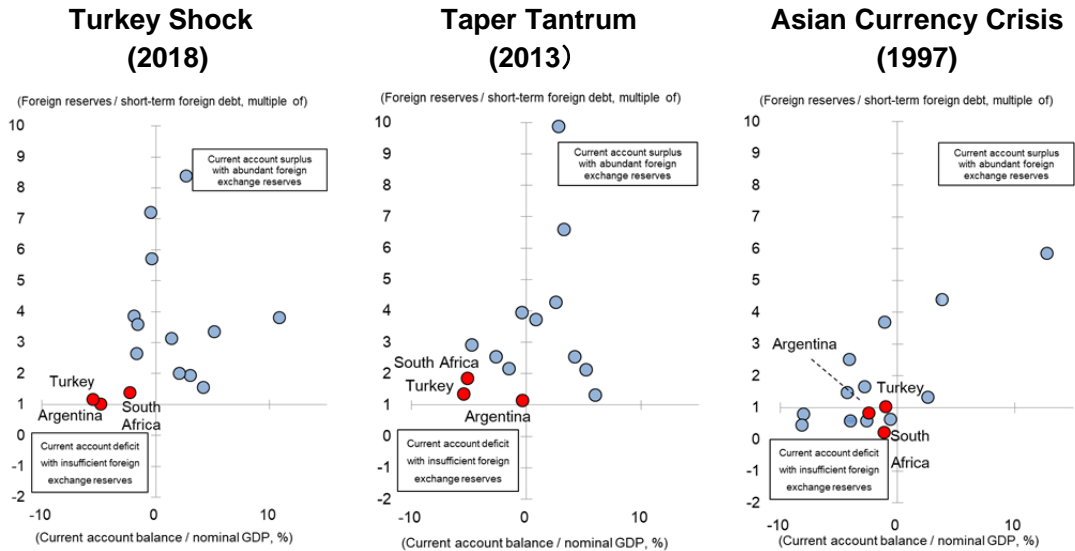 Turkey Shock
(2018)
(Foreign reserves / short-term foreign debt, multiple of)
10
9
8
7
6
5
4
3
2
1
0
-1
-2
Current account surplus
with abundant foreign
exchange reserves
Turkey
Argentina
South
Africa
Current account deficit
with insufficient foreign
exchange reserves
-10
0
10
(Current account balance / nominal GDP, %)
Taper Tantrum
(2013）
(Foreign reserves / short-term foreign debt, multiple of)
10
9
8
7
6
5
4
3
2
1
0
-1
-2
Current account surplus
with abundant foreign
exchange reserves
South Africa
Turkey
Argentina
Current account deficit
with insufficient foreign
exchange reserves
-10
0
10
(Current account balance / nominal GDP, %)
Asian Currency Crisis
(1997)
(Foreign reserves / short-term foreign debt, multiple of)
10
9
8
7
6
5
4
3
2
1
0
-1
-2
Current account surplus
with abundant foreign
exchange reserves
Argentina
Turkey
South
Africa
Current account deficit
with insufficient foreign
exchange reserves
-10
0
10
(Current account balance / nominal GDP, %)